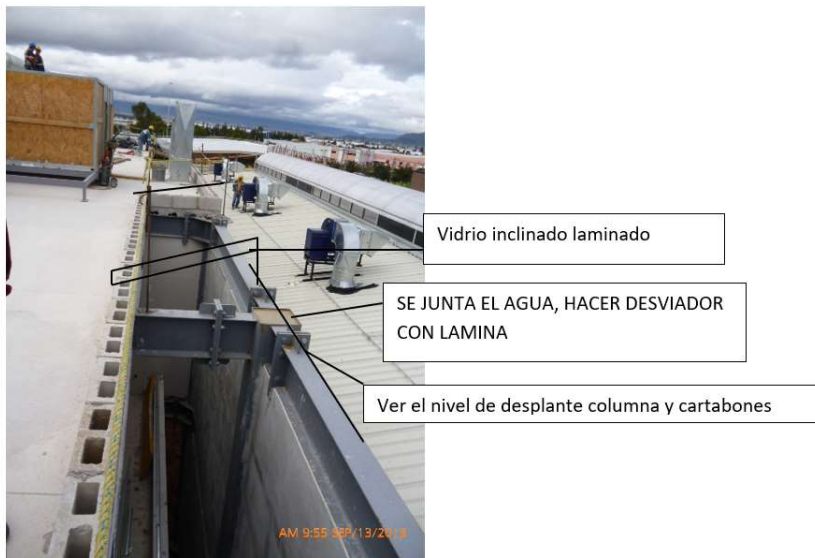 Vidrio inclinado laminado
SE JUNTA EL AGUA, HACER DESVIADOR
CON LAMINA
Ver el nivel de desplante columna y cartabones
AM 9:55 SEP/13/2013